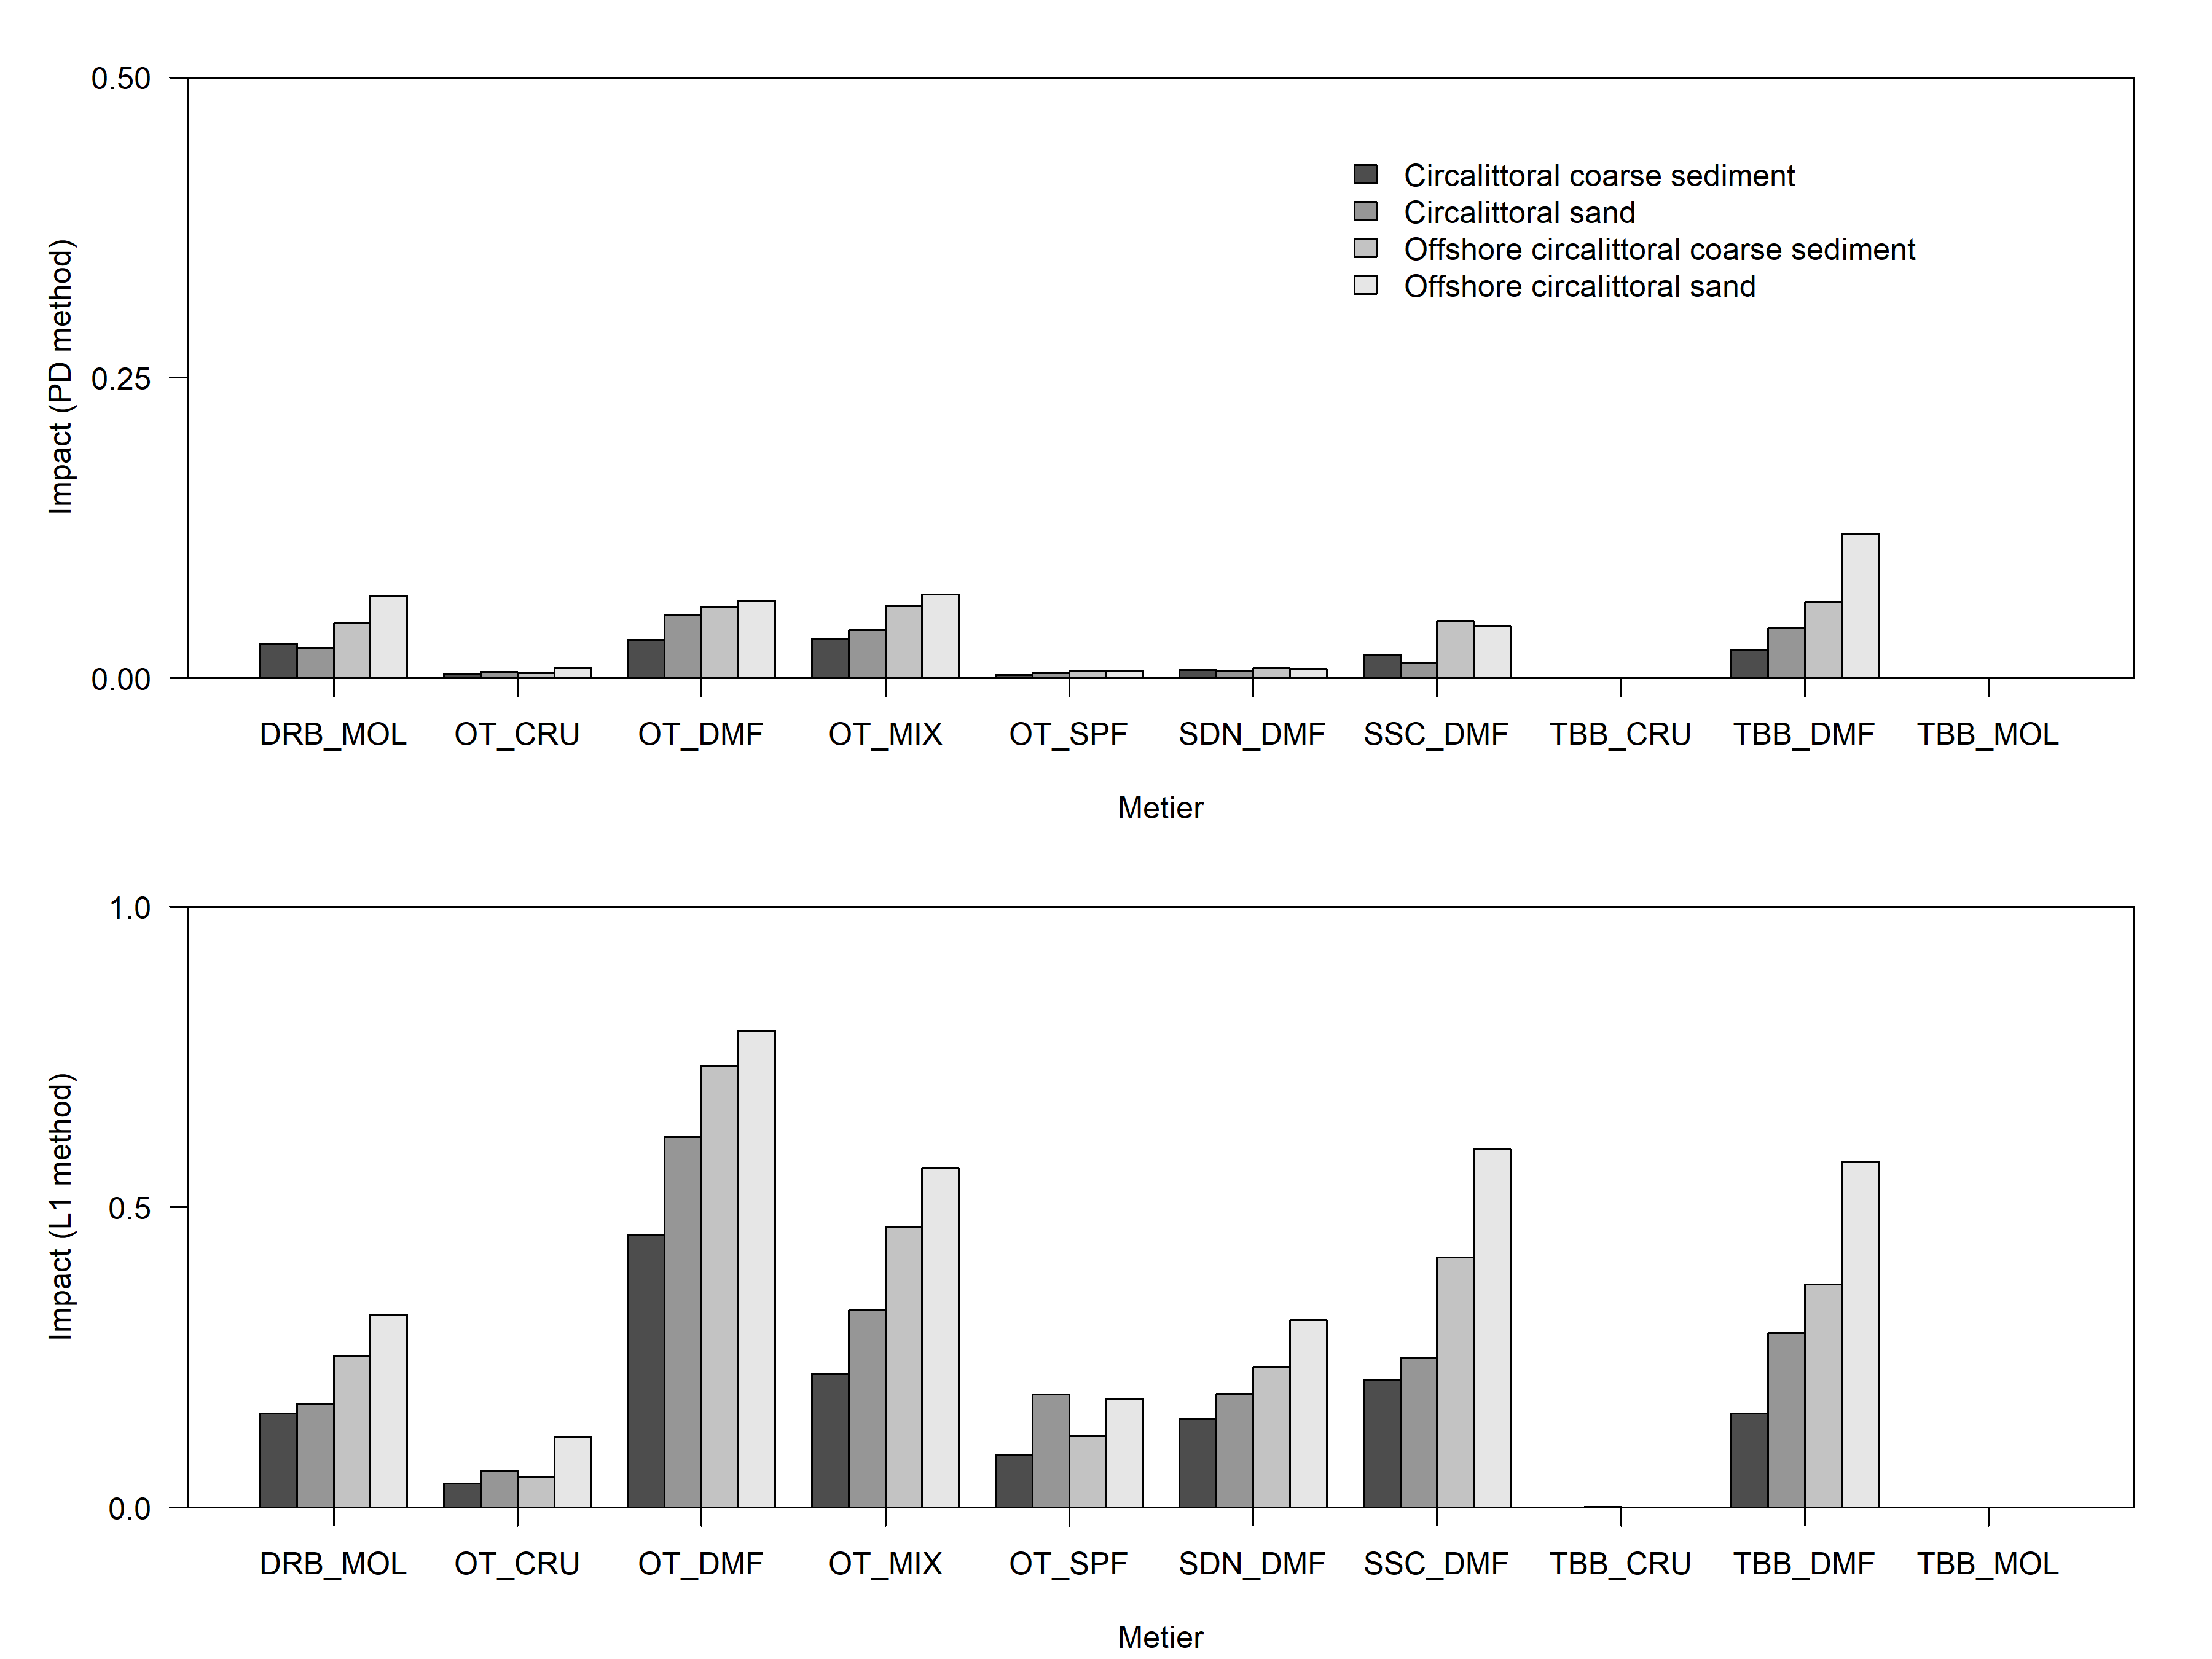 Impact (PD method)
0.50
0.25
0.00
Circalittoral coarse sediment
Circalittoral sand
Offshore circalittoral coarse sediment
Offshore circalittoral sand
DRB_MOL OT_CRU OT_DMF OT_MIX OT_SPF SDN_DMF SSC_DMF TBB_CRU TBB_DMF TBB_MOL
Metier
Impact (L1 method)
1.0
0.5
0.0
DRB_MOL OT_CRU OT_DMF OT_MIX OT_SPF SDN_DMF SSC_DMF TBB_CRU TBB_DMF TBB_MOL
Metier